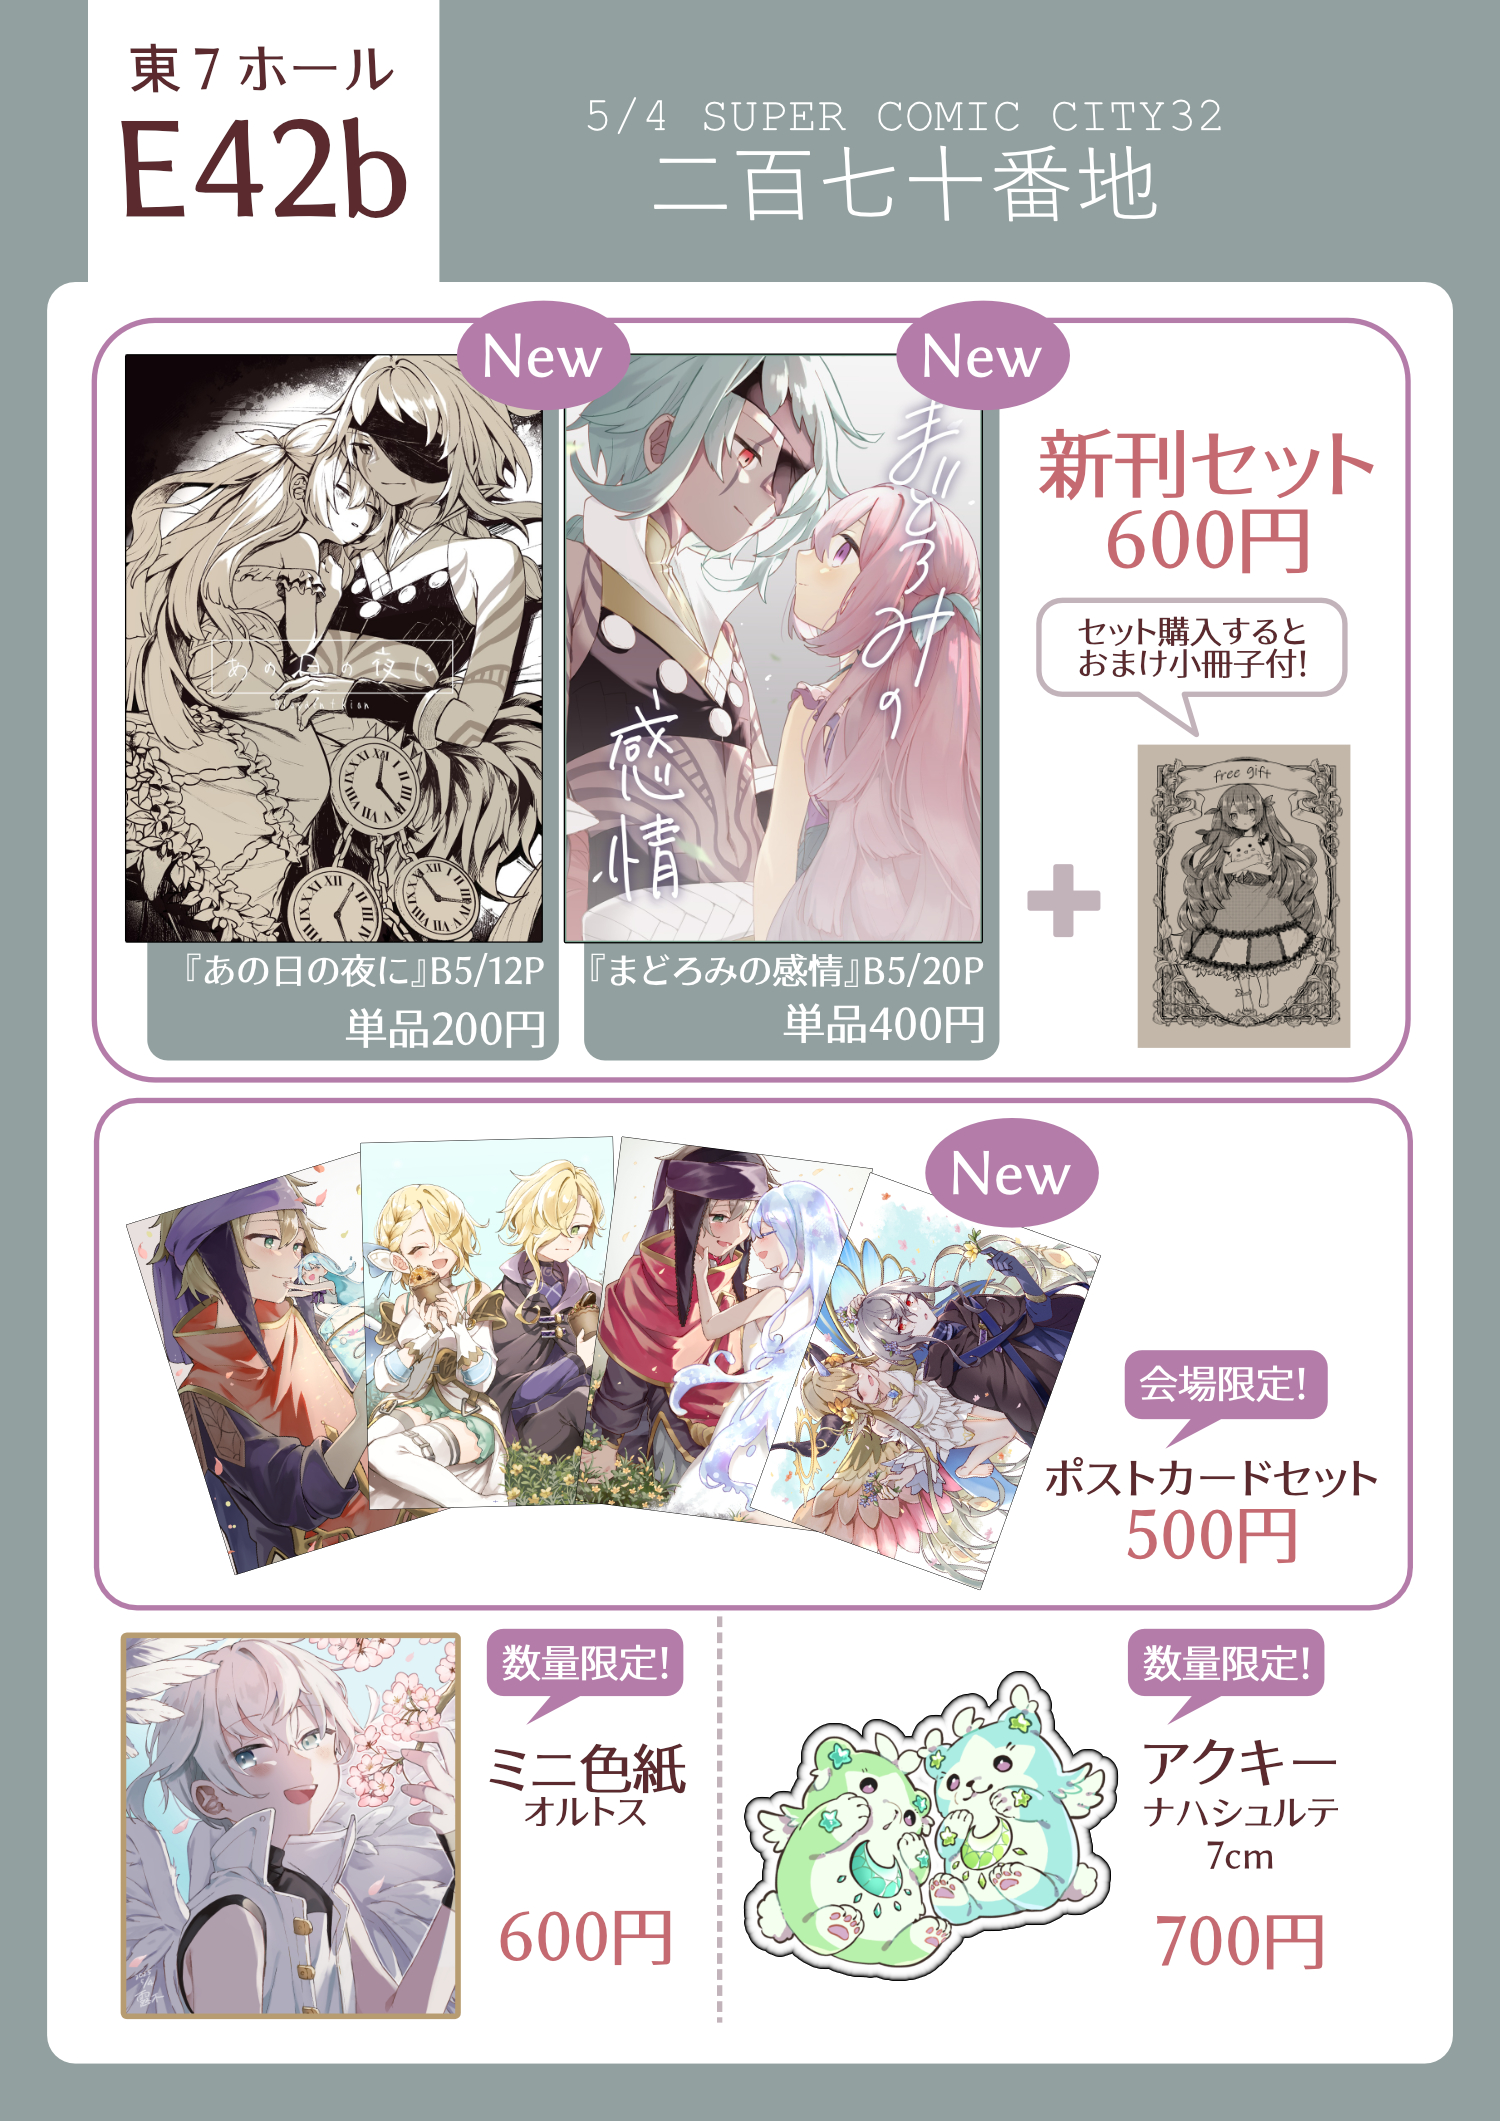 東7ホール
E42b
5/4 SUPER COMIC CITY32
二百七十番地
New
New
あの日の夜に
まどろみの
感情
新刊セット
600円
セット購入すると
おまけ小冊子付!
free gift
『あの日の夜に』B5/12P
単品200円
『まどろみの感情』B5/20P
単品400円
New
会場限定!
ポストカードセット
500円
数量限定!
ミニ色紙
オルトス
600円
数量限定!
アクキー
ナハシュルテ
7cm
700円